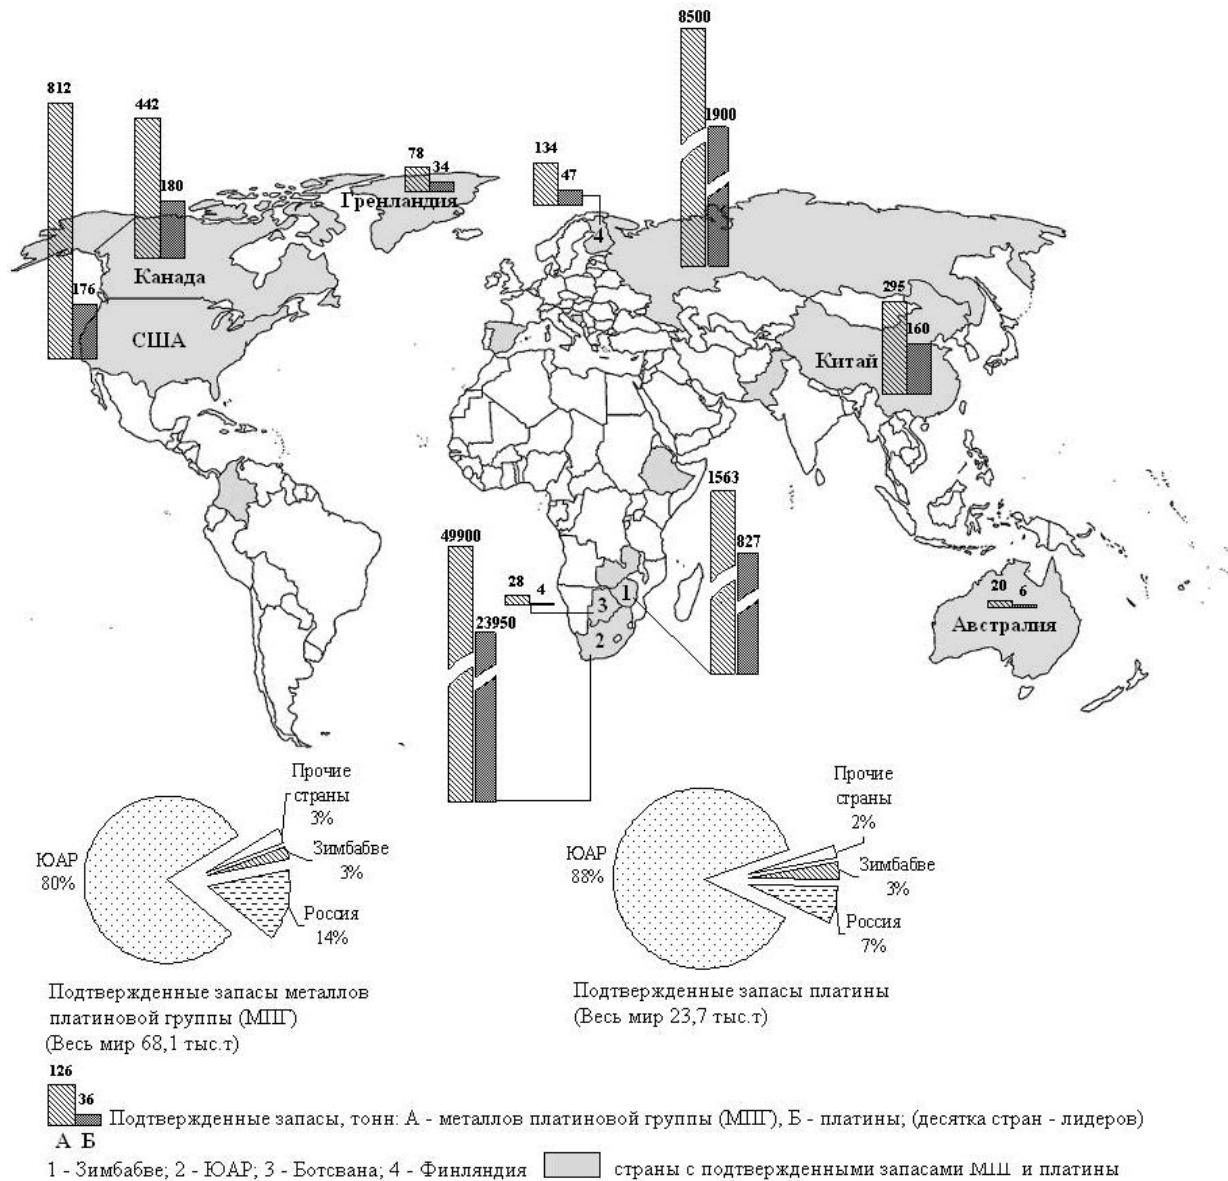 8500
812
442
1900
134
78
34
47
180
Гренландия
4
Канада
176
295
США
160
Китай
1563
49900
827
28
4
1
3
20
6
23950
Австралия
2
Прочие
страны
3%
Прочие
страны
2%
ЮАР
80%
Зимбабве
3%
ЮАР
88%
Зимбабве
3%
Россия
14%
Россия
7%
Подтвержденные запасы металлов
платиновой группы (МПГ)
(Весь мир 68,1 тыс.т)
Подтвержденные запасы платины
(Весь мир 23,7 тыс.т)
126
36
Подтвержденные запасы, тонн: А - металлов платиновой группы (МПГ), Б - платины; (десятка стран - лидеров)
А Б
1 - Зимбабве; 2 - ЮАР; 3 - Ботсвана; 4 - Финляндия
страны с подтвержденными запасами МПГ и платины